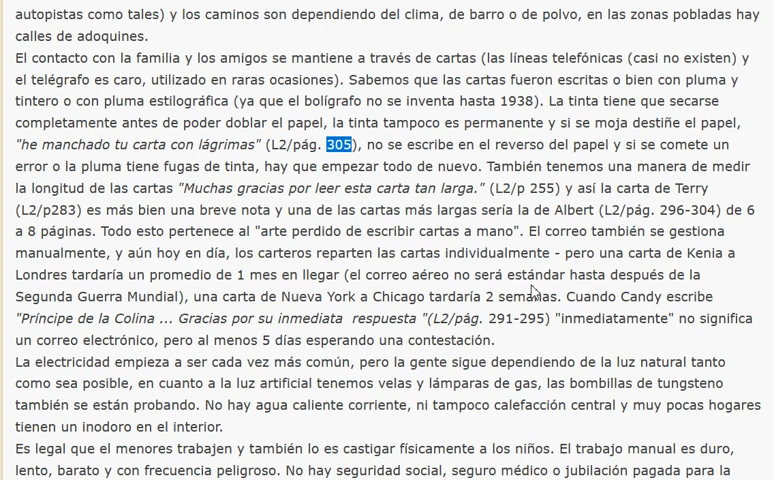 autopistas como tales) y los caminos son dependiendo del clima, de barro o de polvo, en las zonas pobladas hay
calles de adoquines.
El contacto con la familia y los amigos se mantiene a través de cartas (las líneas telefónicas (casi no existen) y
el telégrafo es caro, utilizado en raras ocasiones). Sabemos que las cartas fueron escritas o bien con pluma y
tintero o con pluma estilográfica (ya que el bolígrafo no se inventa hasta 1938). La tinta tiene que secarse
completamente antes de poder doblar el papel, la tinta tampoco es permanente y si se moja destiñe el papel,
"he manchado tu carta con lágrimas" (L2/pág. 305), no se escribe en el reverso del papel y si se comete un
error o la pluma tiene fugas de tinta, hay que empezar todo de nuevo. También tenemos una manera de medir
la longitud de las cartas "Muchas gracias por leer esta carta tan larga." (L2/p 255) y así la carta de Terry
(L2/p283) es más bien una breve nota y una de las cartas más largas sería la de Albert (L2/pág. 296-304) de 6
a 8 páginas. Todo esto pertenece al "arte perdido de escribir cartas a mano". El correo también se gestiona
manualmente, y aún hoy en día, los carteros reparten las cartas individualmente - pero una carta de Kenia a
Londres tardaría un promedio de 1 mes en llegar (el correo aéreo no será estándar hasta después de la
Segunda Guerra Mundial), una carta de Nueva York a Chicago tardaría 2 semanas. Cuando Candy escribe
"Príncipe de la Colina ... Gracias por su inmediata respuesta "(L2/pág. 291-295) "inmediatamente" no significa
un correo electrónico, pero al menos 5 días esperando una contestación.
La electricidad empieza a ser cada vez más común, pero la gente sigue dependiendo de la luz natural tanto
como sea posible, en cuanto a la luz artificial tenemos velas y lámparas de gas, las bombillas de tungsteno
también se están probando. No hay agua caliente corriente, ni tampoco calefacción central y muy pocas hogares
tienen un inodoro en el interior.
Es legal que el menores trabajen y también lo es castigar físicamente a los niños. El trabajo manual es duro,
lento, barato y con frecuencia peligroso. No hay seguridad social, seguro médico o jubilación pagada para la